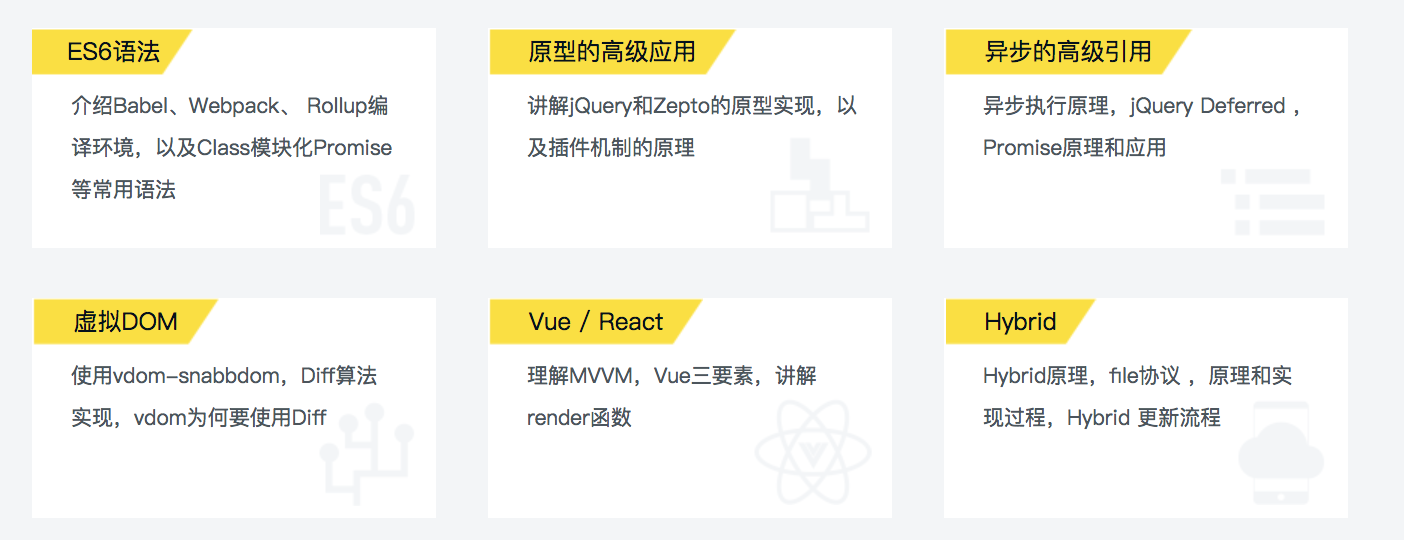 ES6语法
介绍Babel、Webpack、 Rollup编
译环境，以及Class模块化Promise
等常用语法
ES6
原型的高级应用
讲解jQuery和Zepto的原型实现，以
及插件机制的原理
异步的高级引用
异步执行原理，jQuery Deferred ，
Promise原理和应用
虚拟DOM
使用vdom-snabbdom，Diff算法
实现，vdom为何要使用Diff
Vue / React
理解MVVM，Vue三要素，讲解
render函数
Hybrid
Hybrid原理，file协议 ，原理和实
现过程，Hybrid 更新流程